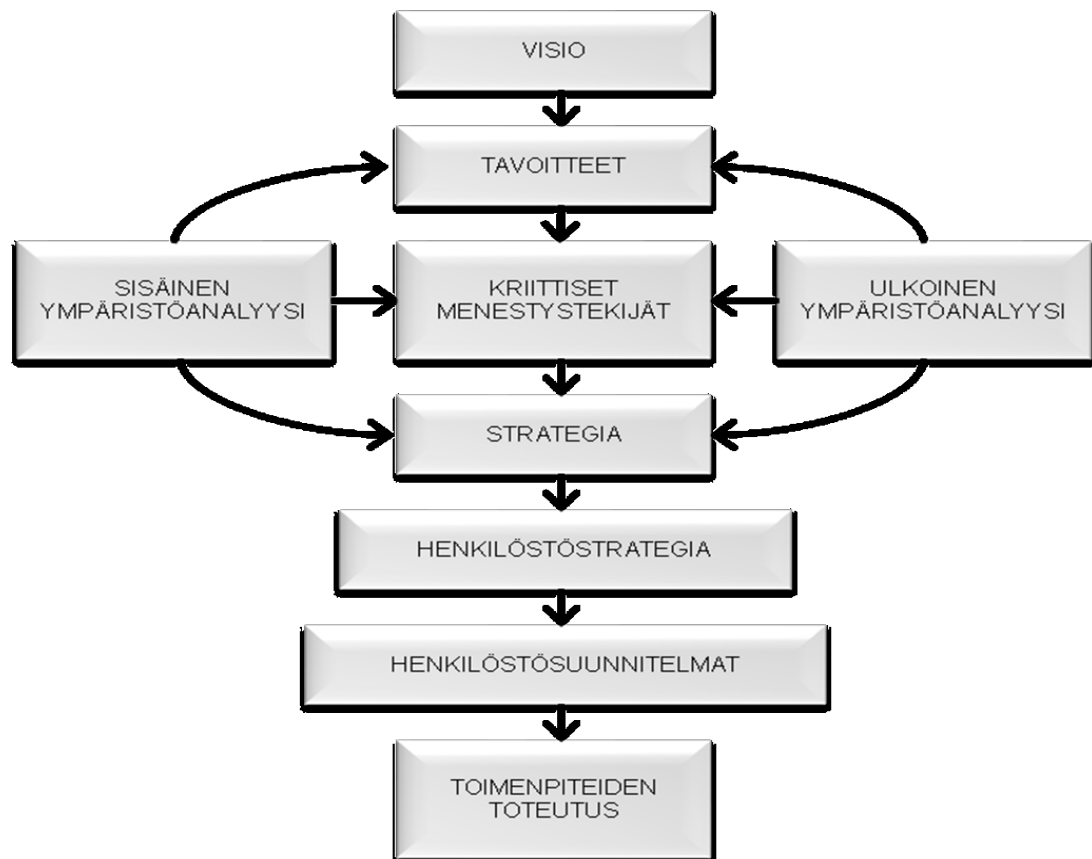 VISIO
TAVOITTEET
SISÄINEN
YMPÄRISTÖANALYYSI
KRIITTISET
MENESTYSTEKIJÄT
ULKOINEN
YMPÄRISTÖANALYYSI
STRATEGIA
HENKILÖSTÖSTRATEGIA
HENKILÖSTÖSUUNNITELMAT
TOIMENPITEIDEN
TOTEUTUS